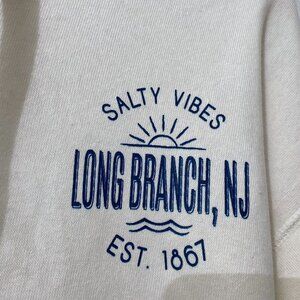 SALTY VIBES
LONG BRANCH, NJ
EST. 1867